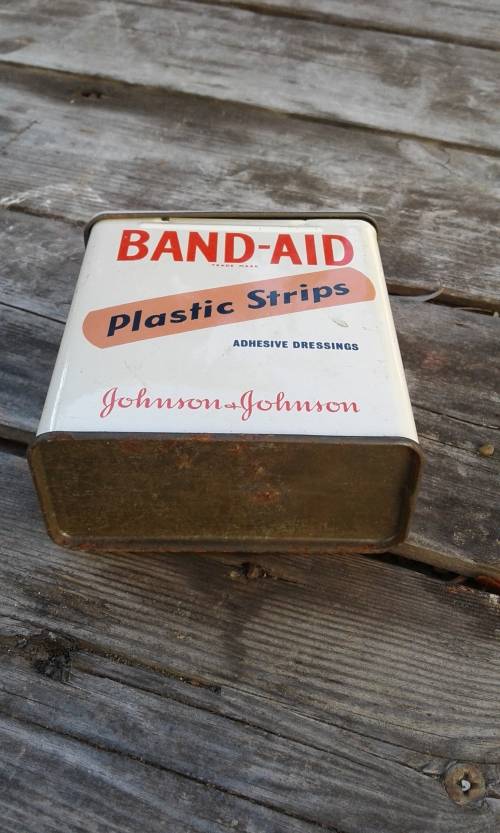 BAND-AID
TRADE MARK
Plastic Strips
ADHESIVE DRESSINGS
Johnson & Johnson